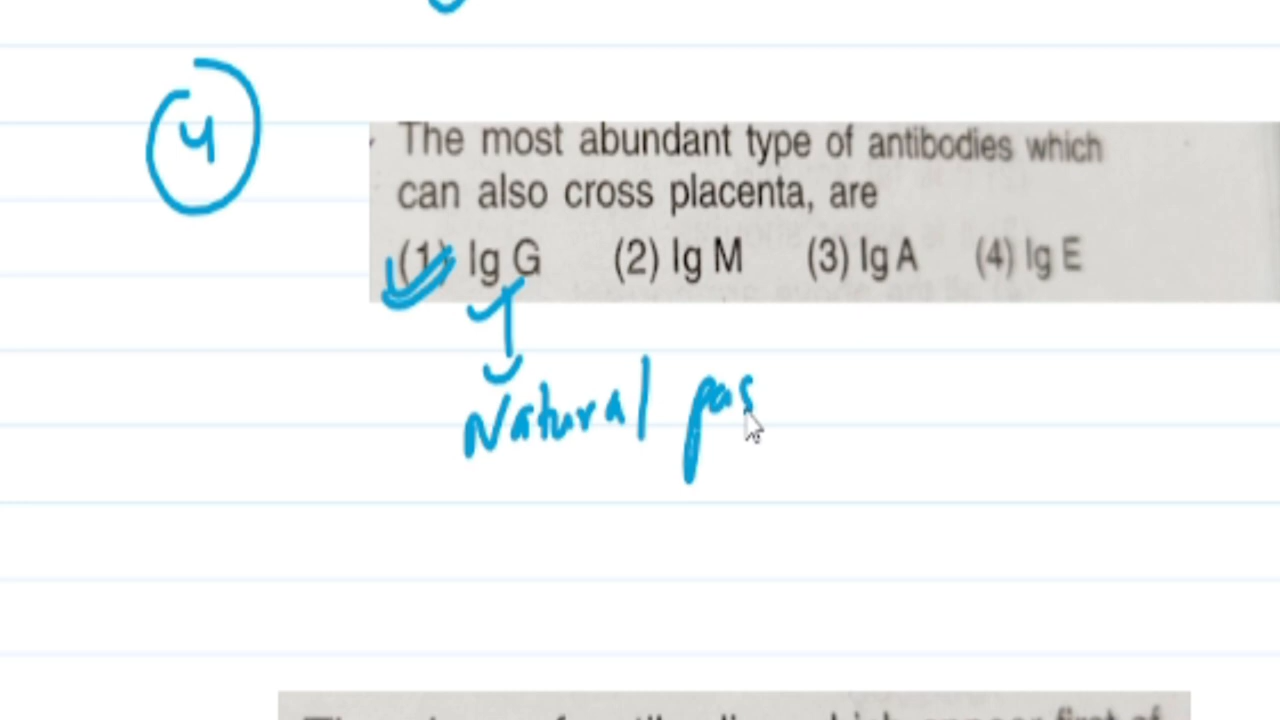 4
The most abundant type of antibodies which
can also cross placenta, are
(1) Ig G (2) Ig M (3) Ig A (4) Ig E
Natural pas